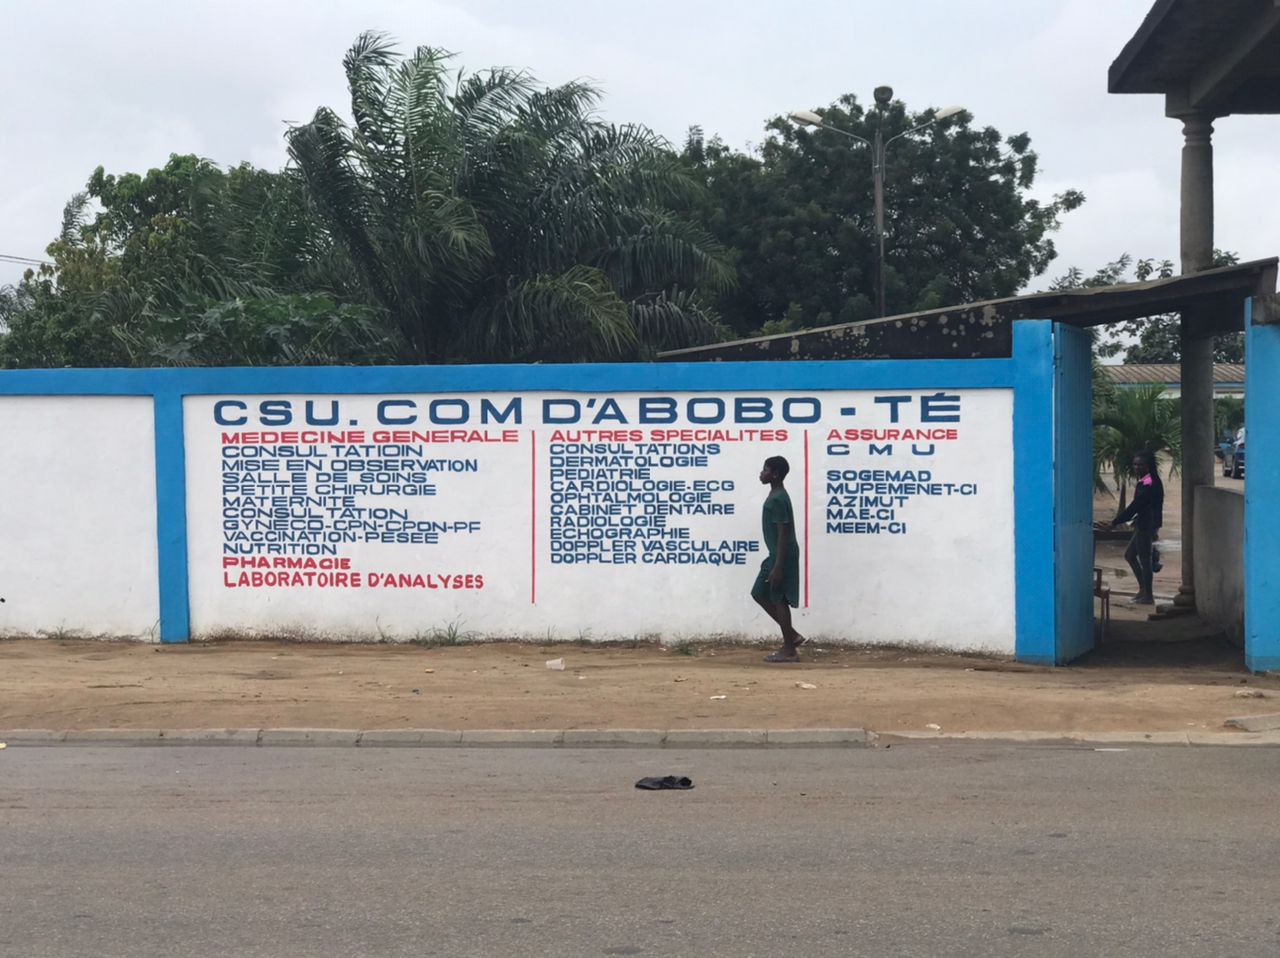 CSU. COM D'ABOBO - TÉ
MEDECINE GENERALE
CONSULTATIOIN
MISE EN OBSERVATION
SALLE DE SOINS
PETIT CHIRURGIE
MATERNITE
CONSULTATION
GYNECO-CPN-CPON-PF
VACCINATION-PESEE
NUTRITION
PHARMACIE
LABORATOIRE D'ANALYSES
AUTRES SPECIALITES
CONSULTATIONS
DERMATOLOGIE
PEDIATRIE
CARDIOLOGIE-ECG
OPHTALMOLOGIE
CABINET DENTAIRE
RADIOLOGIE
ECHOGRAPHIE
DOPPLER VASCULAIRE
DOPPLER CARDIAQUE
ASSURANCE
C M U
SOGEMAD
MUPEMENET-CI
AZIMUT
MAE-CI
MEEM-CI